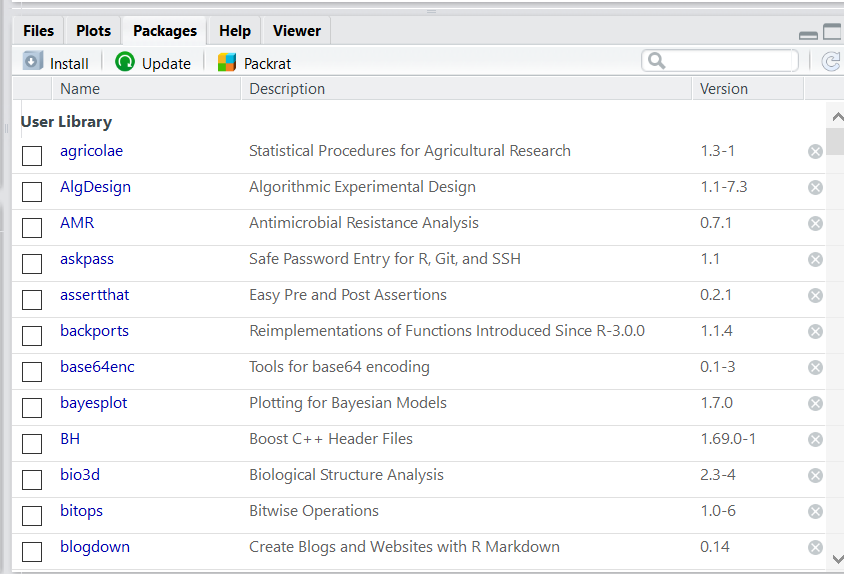 Files Plots Packages Help Viewer
Install Update Packrat
Name Description Version
User Library
agricolae Statistical Procedures for Agricultural Research 1.3-1
AlgDesign Algorithmic Experimental Design 1.1-7.3
AMR Antimicrobial Resistance Analysis 0.7.1
askpass Safe Password Entry for R, Git, and SSH 1.1
assertthat Easy Pre and Post Assertions 0.2.1
backports Reimplementations of Functions Introduced Since R-3.0.0 1.1.4
base64enc Tools for base64 encoding 0.1-3
bayesplot Plotting for Bayesian Models 1.7.0
BH Boost C++ Header Files 1.69.0-1
bio3d Biological Structure Analysis 2.3-4
bitops Bitwise Operations 1.0-6
blogdown Create Blogs and Websites with R Markdown 0.14